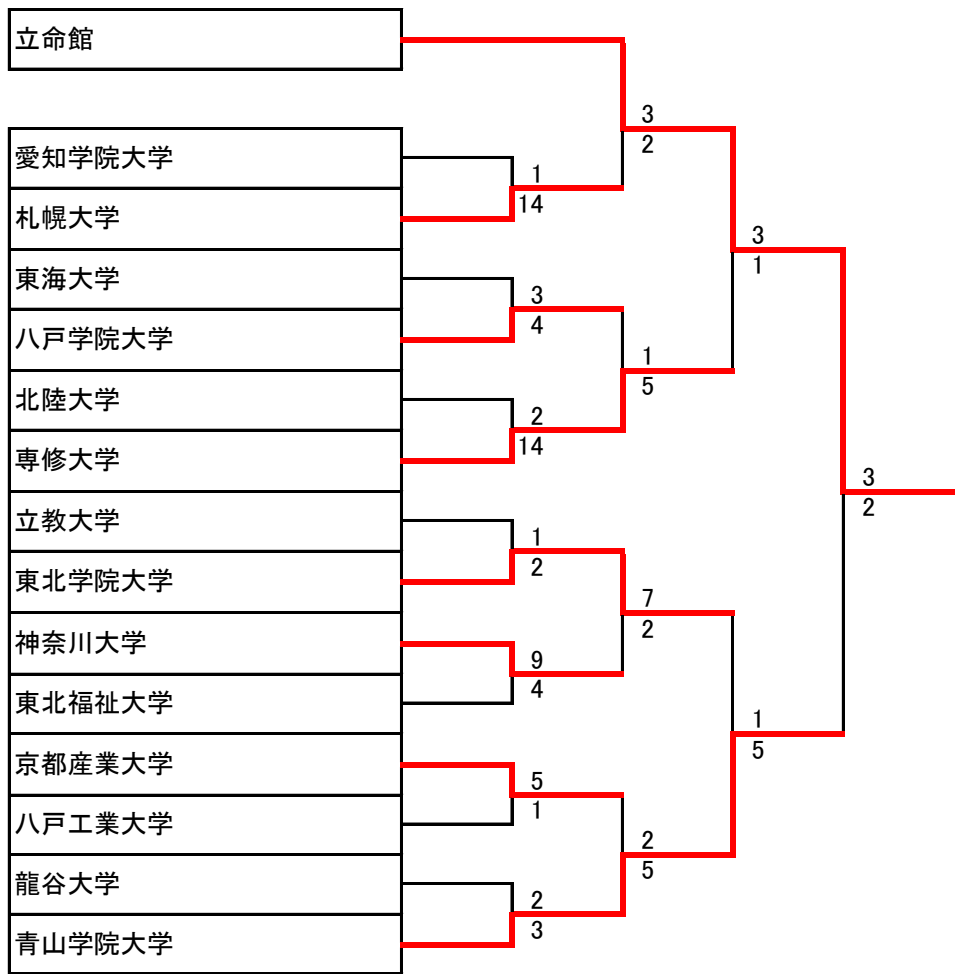 立命館
3
2
愛知学院大学
1
14
札幌大学
3
1
東海大学
3
4
八戸学院大学
1
5
北陸大学
2
14
専修大学
3
2
立教大学
1
2
東北学院大学
7
2
神奈川大学
9
4
東北福祉大学
1
5
京都産業大学
5
1
八戸工業大学
2
5
龍谷大学
2
3
青山学院大学